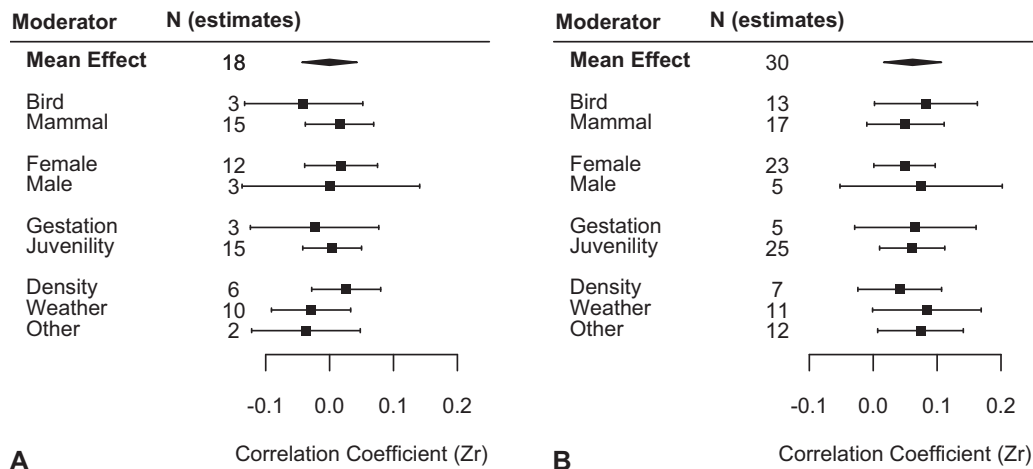 Moderator N (estimates)
Mean Effect 18
Bird 3
Mammal 15
Female 12
Male 3
Gestation 3
Juvenility 15
Density 6
Weather 10
Other 2
-0.1 0.0 0.1 0.2
Correlation Coefficient (Zr)
A
Moderator N (estimates)
Mean Effect 30
Bird 13
Mammal 17
Female 23
Male 5
Gestation 5
Juvenility 25
Density 7
Weather 11
Other 12
-0.1 0.0 0.1 0.2
Correlation Coefficient (Zr)
B